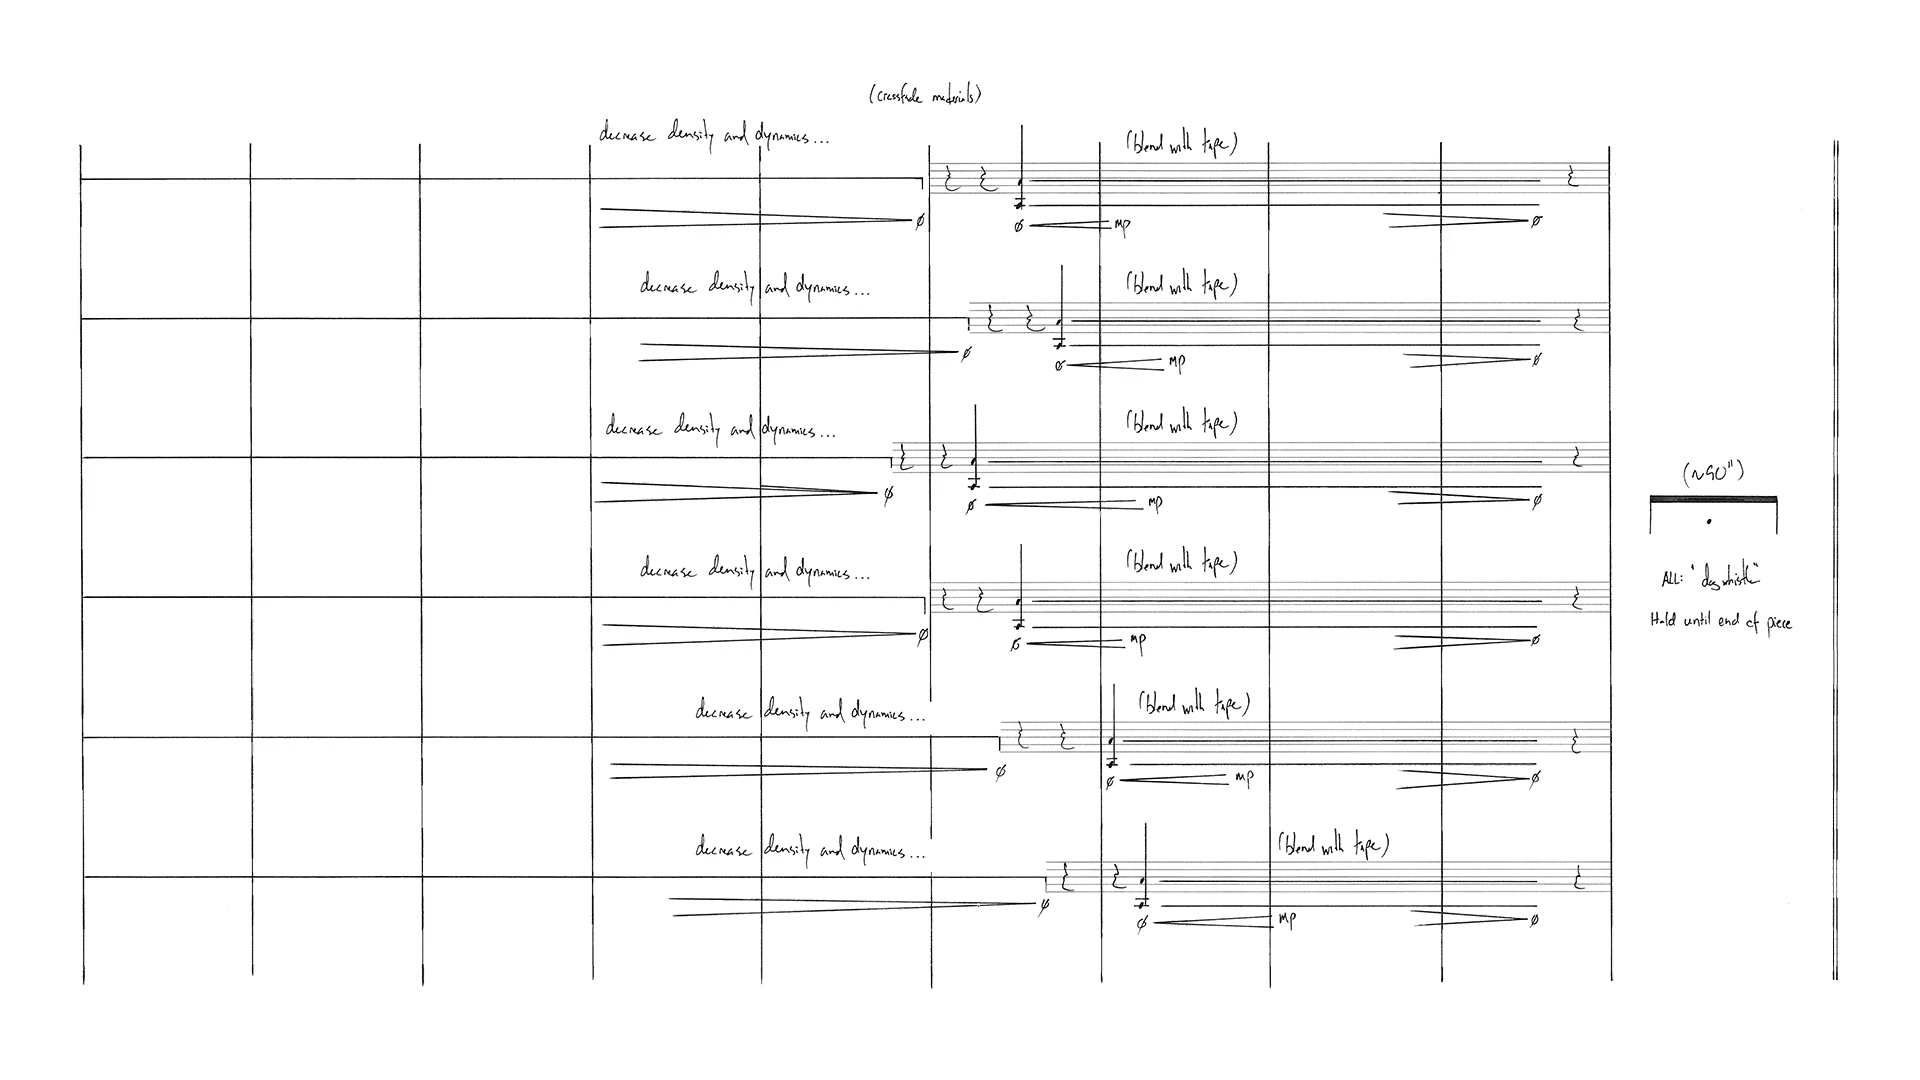 (crossfade materials)
decrease density and dynamics...
(blend with tape)
ø
ø
mp
ø
decrease density and dynamics...
(blend with tape)
ø
ø
mp
ø
decrease density and dynamics...
(blend with tape)
ø
ø
mp
ø
(~90")
decrease density and dynamics...
(blend with tape)
ALL: "dog whistle"
Hold until end of piece
ø
ø
mp
ø
decrease density and dynamics...
(blend with tape)
ø
ø
mp
ø
decrease density and dynamics...
(blend with tape)
ø
ø
mp
ø